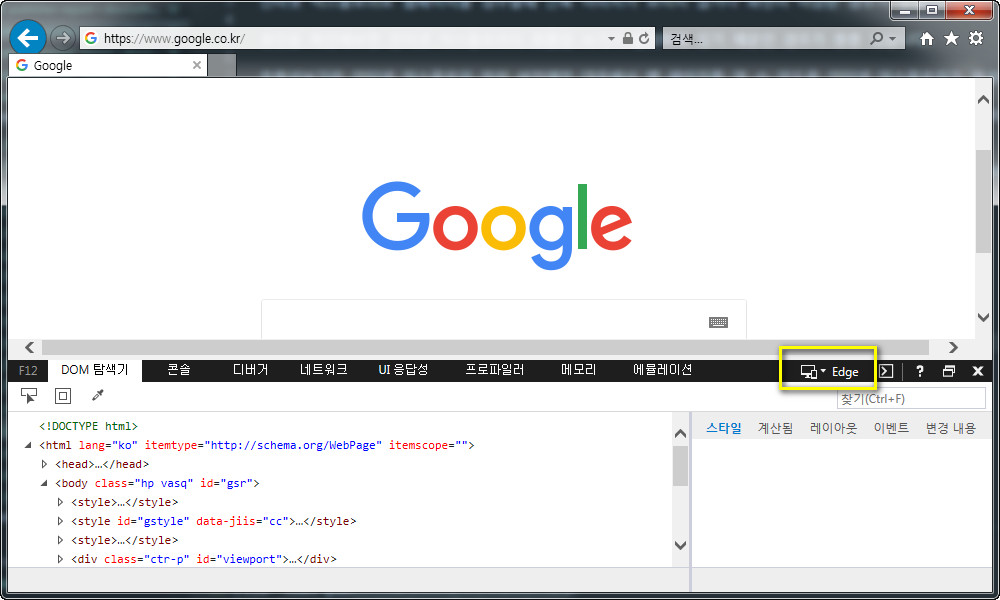 https://www.google.co.kr/
검색...
Google
Google
F12 DOM 탐색기 콘솔 디버거 네트워크 UI 응답성 프로파일러 메모리 에뮬레이션 Edge ?
찾기(Ctrl+F)
<!DOCTYPE html>
<html lang="ko" itemtype="http://schema.org/WebPage" itemscope="">
<head>…</head>
<body class="hp vasq" id="gsr">
<style>…</style>
<style id="gstyle" data-jiis="cc">…</style>
<style>…</style>
<div class="ctr-p" id="viewport">…</div>
스타일 계산됨 레이아웃 이벤트 변경 내용